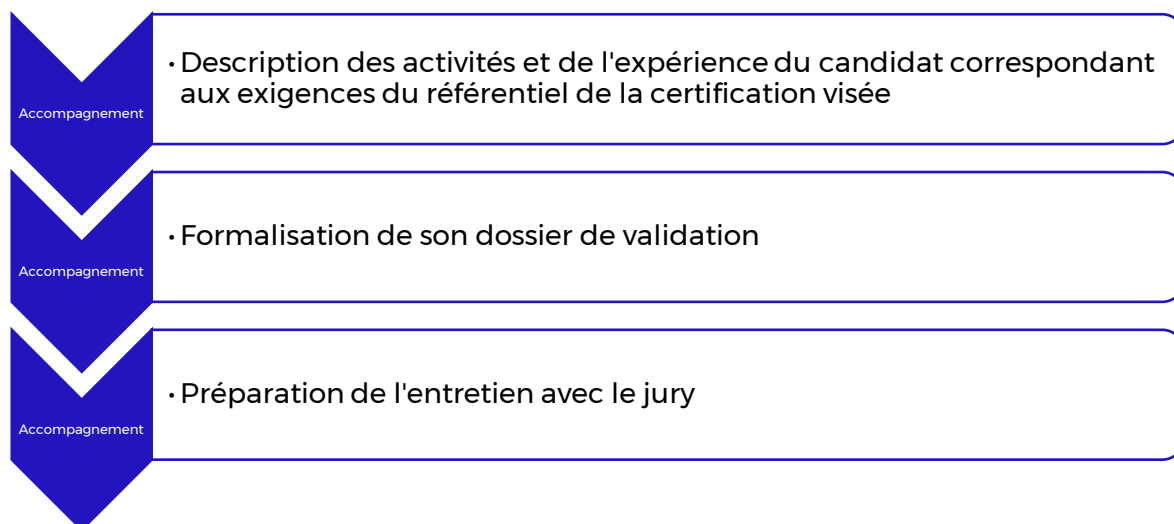 Accompagnement
• Description des activités et de l'expérience du candidat correspondant
aux exigences du référentiel de la certification visée
Accompagnement
• Formalisation de son dossier de validation
Accompagnement
• Préparation de l'entretien avec le jury